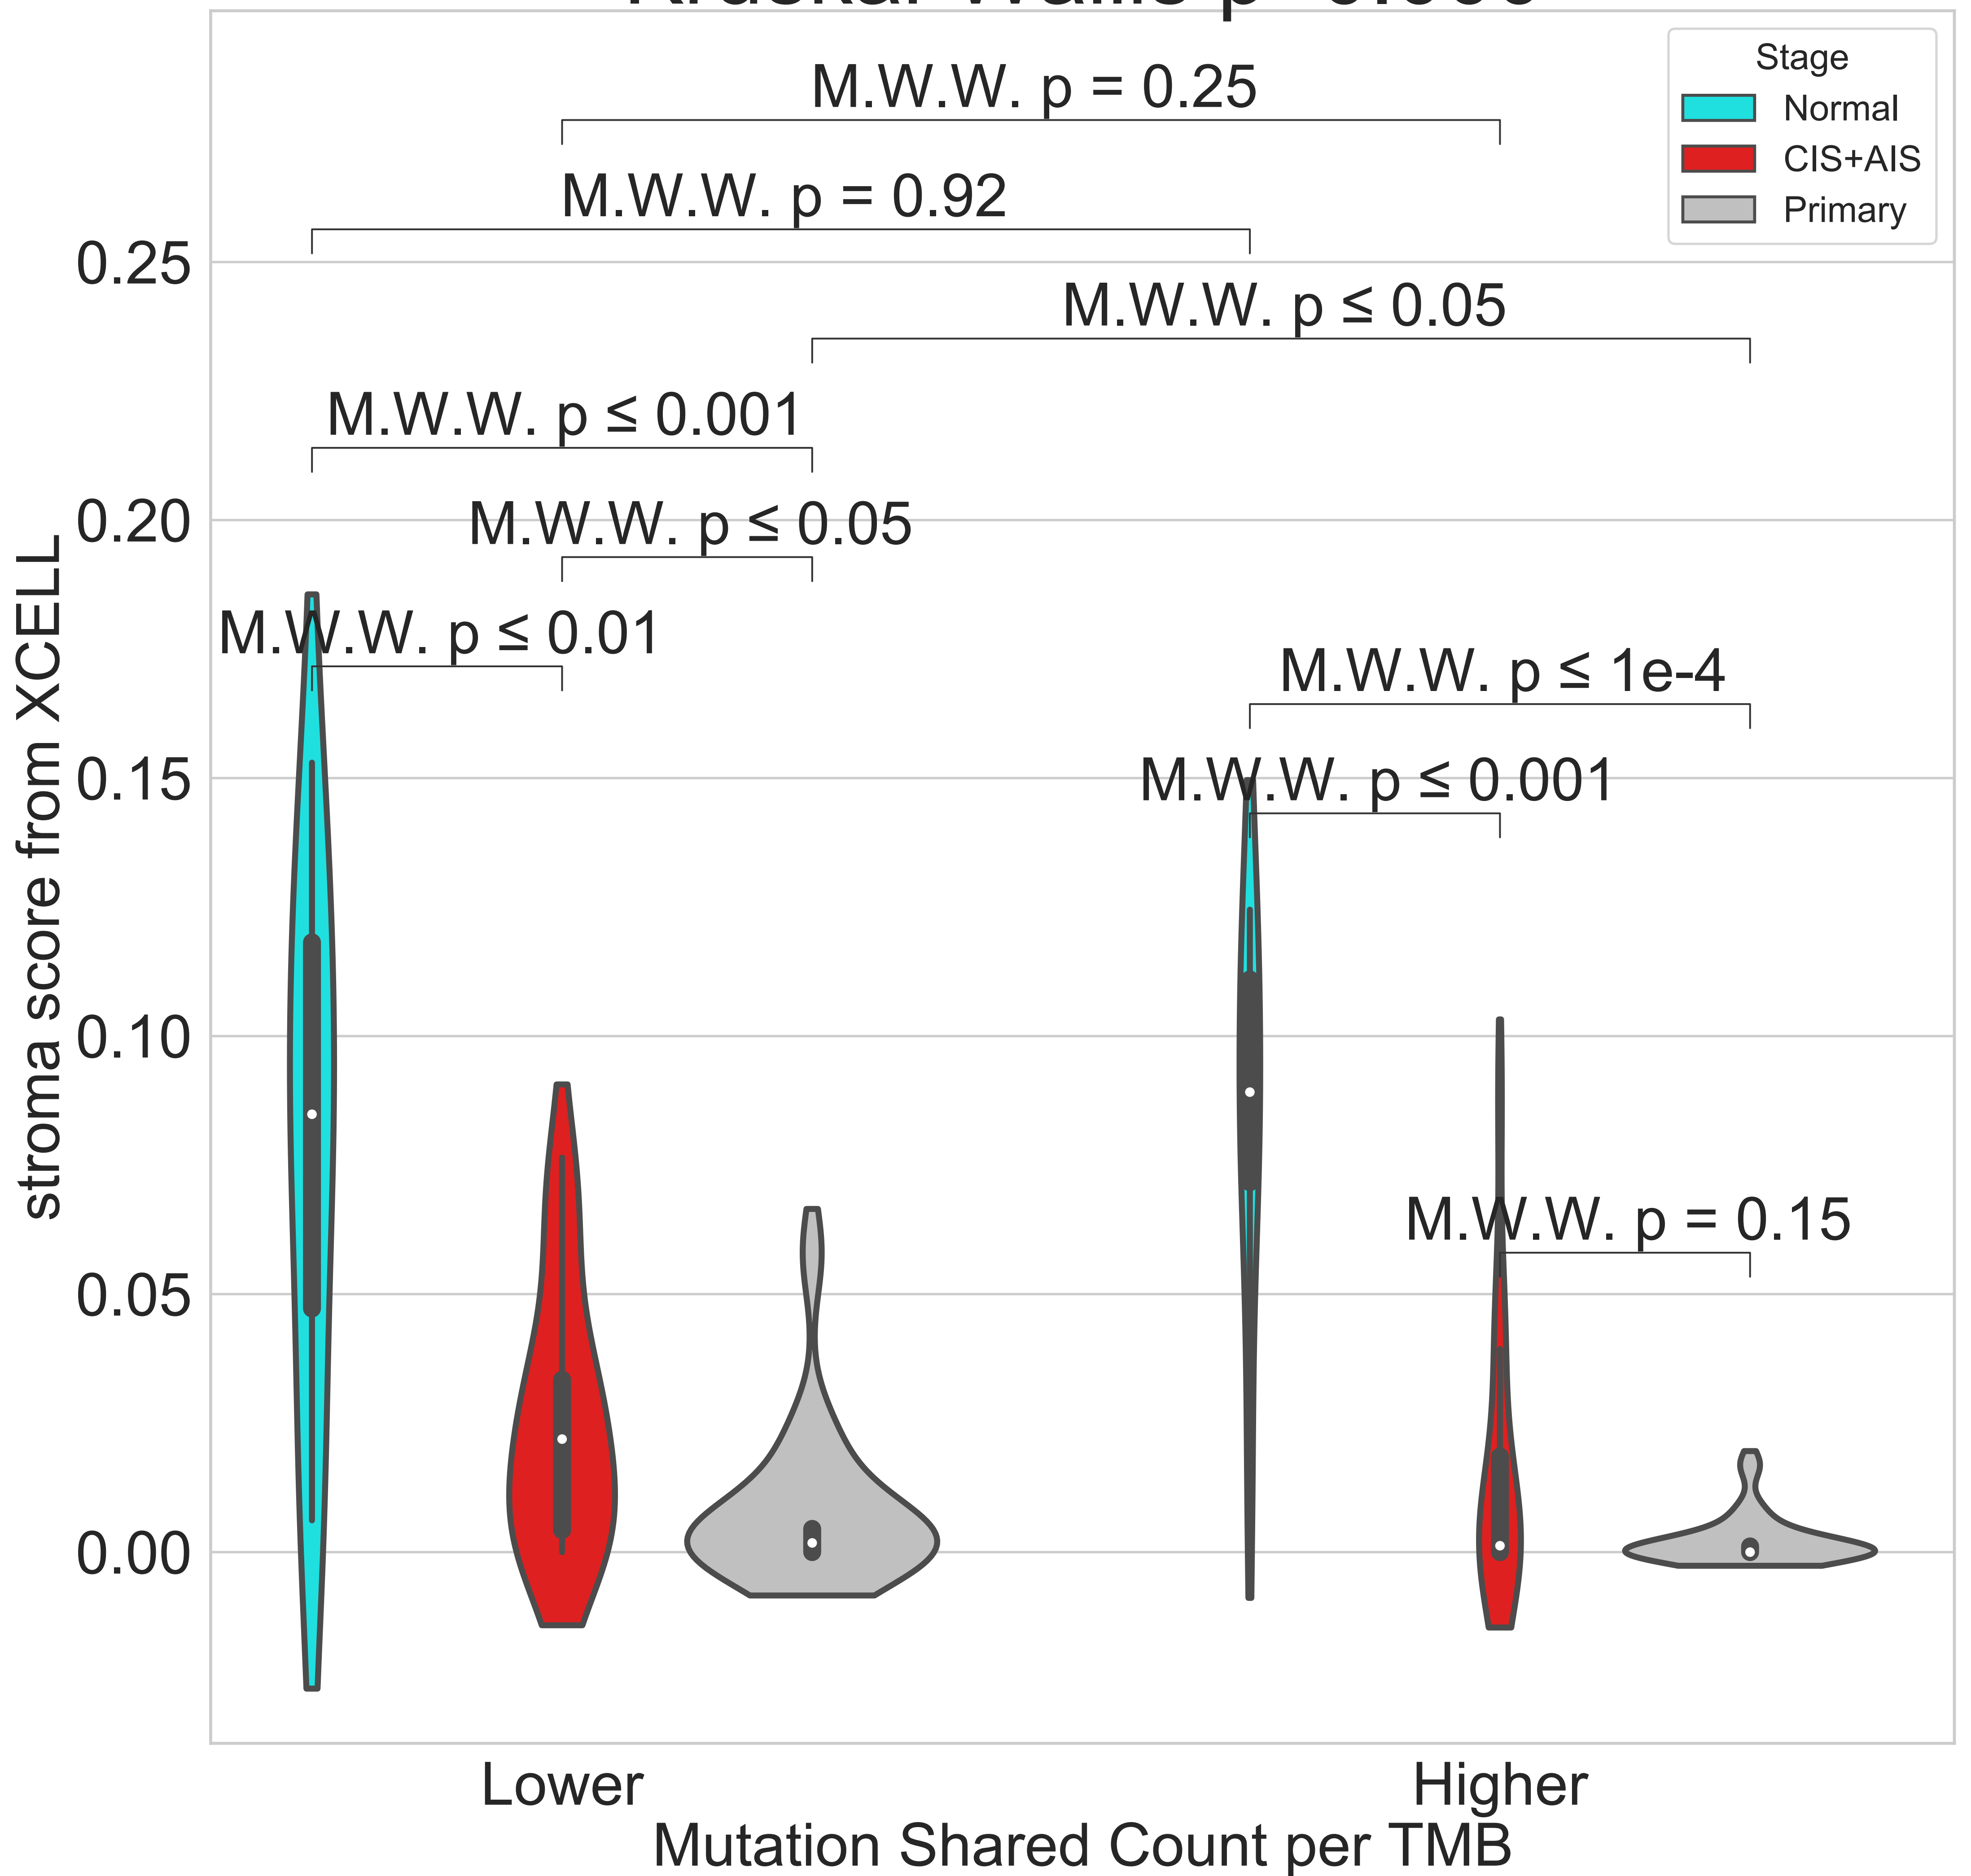 Stage
Normal
CIS+AIS
Primary
M.W.W. p = 0.25
M.W.W. p = 0.92
M.W.W. p ≤ 0.05
M.W.W. p ≤ 0.001
M.W.W. p ≤ 0.05
M.W.W. p ≤ 0.01
M.W.W. p ≤ 1e-4
M.W.W. p ≤ 0.001
M.W.W. p = 0.15
0.25
0.20
0.15
0.10
0.05
0.00
stroma score from XCELL
Lower
Higher
Mutation Shared Count per TMB